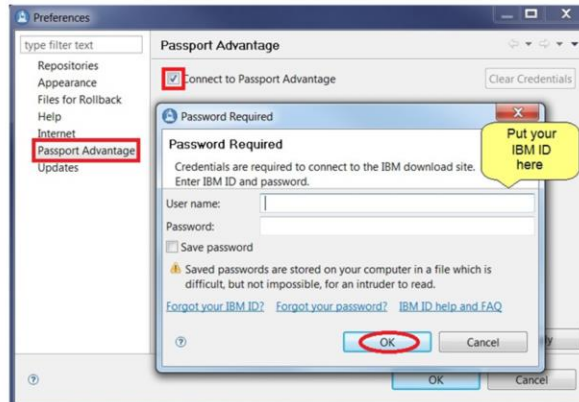 Preferences
type filter text
Repositories
Appearance
Files for Rollback
Help
Internet
Passport Advantage
Updates
Passport Advantage
Connect to Passport Advantage
Clear Credentials
Password Required
Password Required
Credentials are required to connect to the IBM download site.
Enter IBM ID and password.
Put your
IBM ID
here
User name:
Password:
Save password
Saved passwords are stored on your computer in a file which is
difficult, but not impossible, for an intruder to read.
Forgot your IBM ID? Forgot your password? IBM ID help and FAQ
OK Cancel
OK Cancel